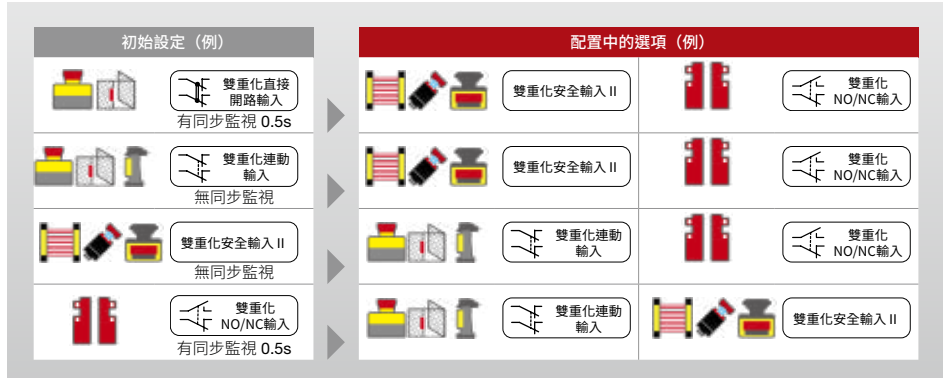 初始設定（例）
配置中的選項（例）
雙重化直接
開路輸入
有同步監視 0.5s
雙重化安全輸入 II
雙重化
NO/NC輸入
雙重化連動
輸入
無同步監視
雙重化安全輸入 II
雙重化
NO/NC輸入
雙重化安全輸入 II
無同步監視
雙重化連動
輸入
雙重化
NO/NC輸入
雙重化
NO/NC輸入
有同步監視 0.5s
雙重化連動
輸入
雙重化安全輸入 II